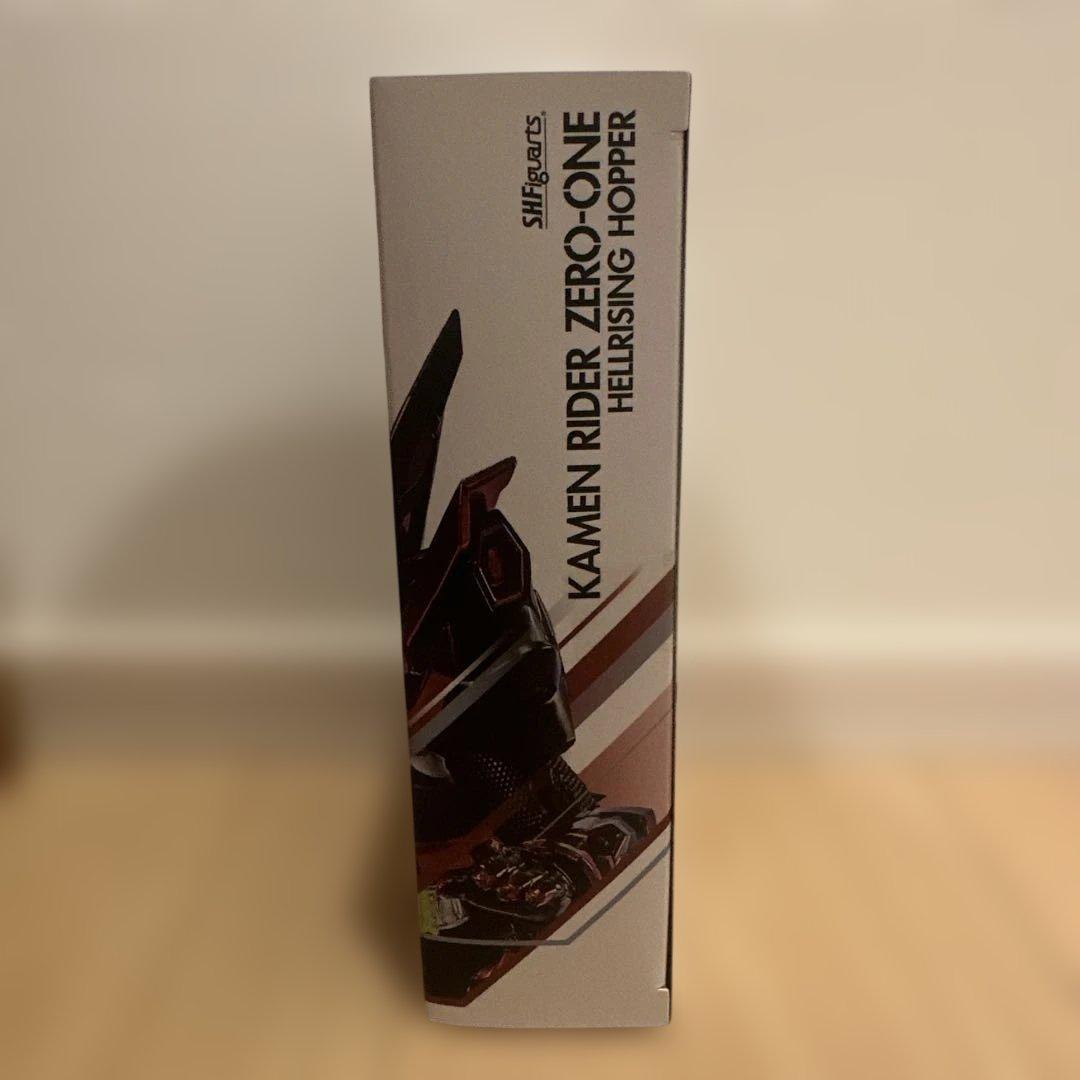 S.H.Figuarts
KAMEN RIDER ZERO-ONE
HELLRISING HOPPER